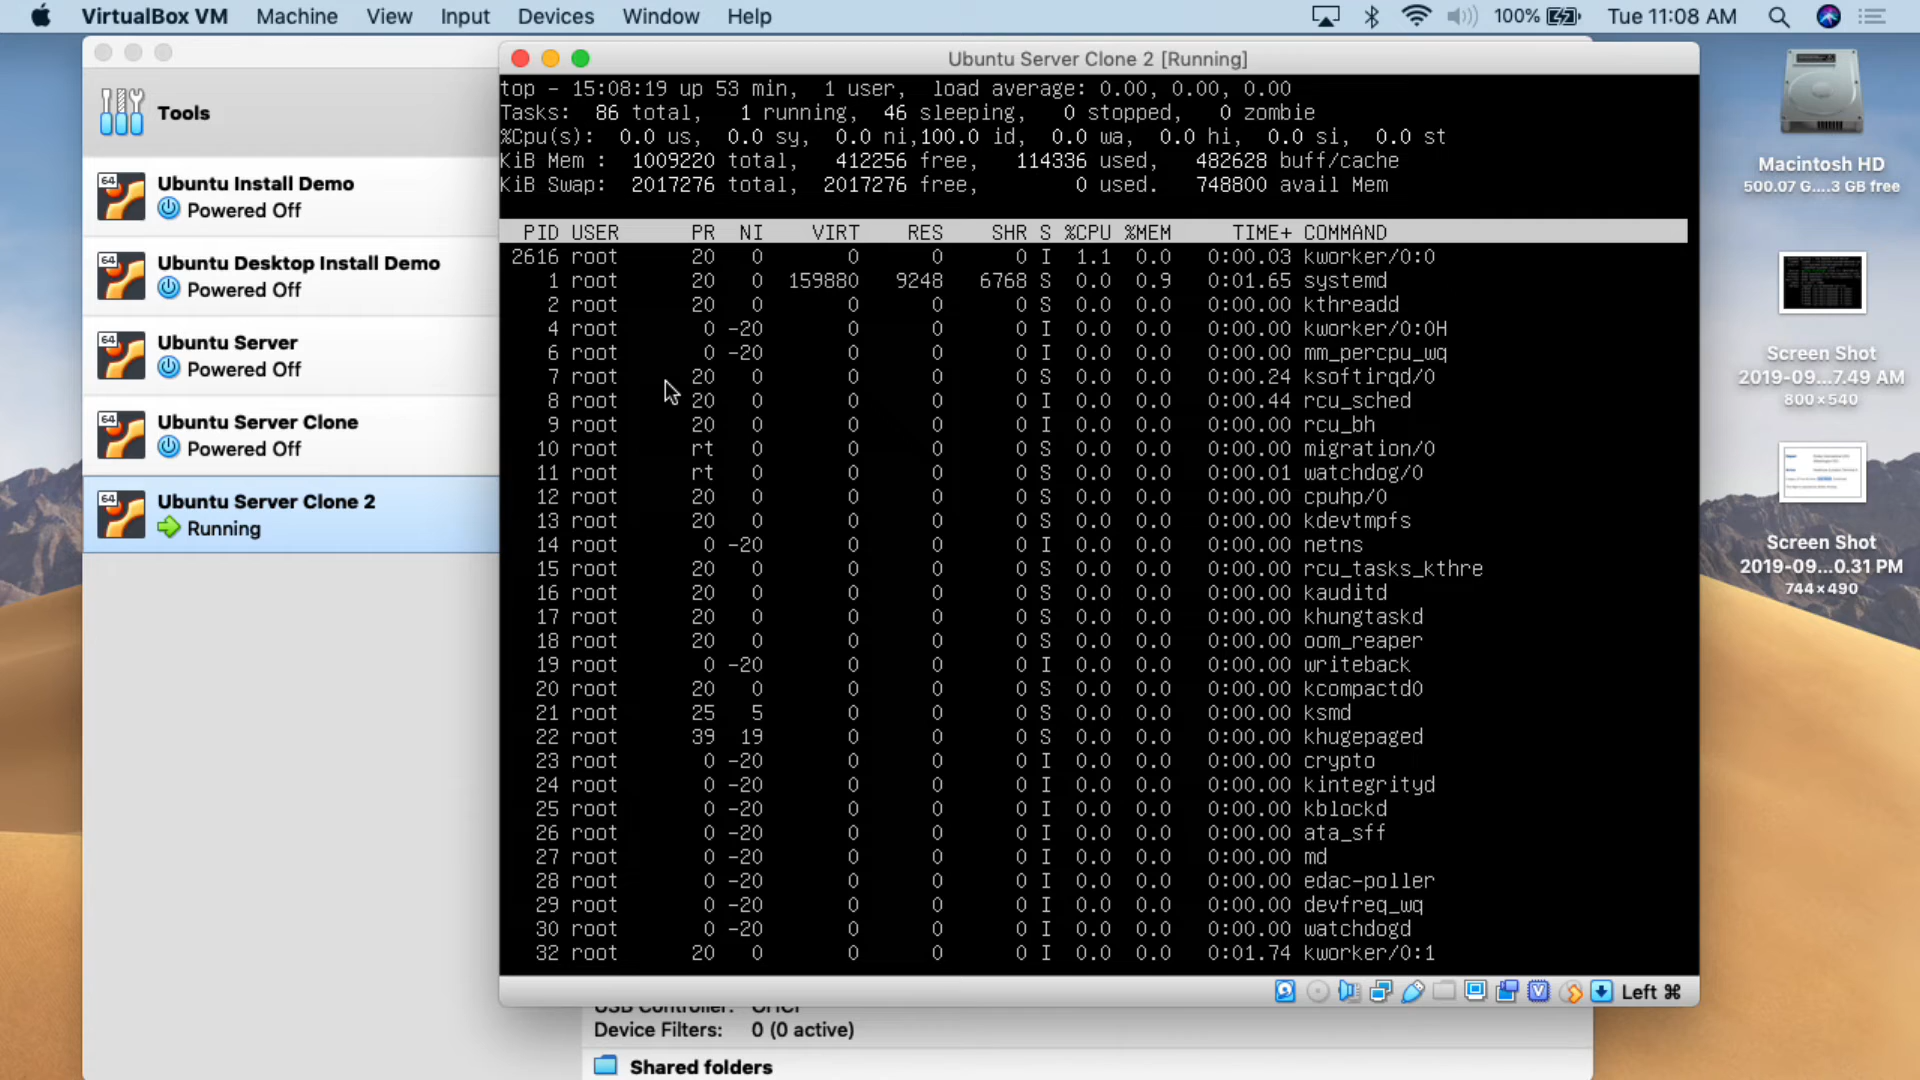 VirtualBox VM Machine View Input Devices Window Help 100% Tue 11:08 AM
Tools
64
Ubuntu Install Demo
Powered Off
64
Ubuntu Desktop Install Demo
Powered Off
64
Ubuntu Server
Powered Off
64
Ubuntu Server Clone
Powered Off
64
Ubuntu Server Clone 2
Running
Ubuntu Server Clone 2 [Running]
top - 15:08:19 up 53 min,  1 user,  load average: 0.00, 0.00, 0.00
Tasks:  86 total,   1 running,  46 sleeping,   0 stopped,   0 zombie
%Cpu(s):  0.0 us,  0.0 sy,  0.0 ni,100.0 id,  0.0 wa,  0.0 hi,  0.0 si,  0.0 st
KiB Mem :  1009220 total,   412256 free,   114336 used,   482628 buff/cache
KiB Swap:  2017276 total,  2017276 free,        0 used.   748800 avail Mem
PID USER PR NI VIRT RES SHR S %CPU %MEM TIME+ COMMAND
2616 root 20 0 0 0 0 I 1.1 0.0 0:00.03 kworker/0:0
1 root 20 0 159880 9248 6768 S 0.0 0.9 0:01.65 systemd
2 root 20 0 0 0 0 S 0.0 0.0 0:00.00 kthreadd
4 root 0 -20 0 0 0 I 0.0 0.0 0:00.00 kworker/0:0H
6 root 0 -20 0 0 0 I 0.0 0.0 0:00.00 mm_percpu_wq
7 root 20 0 0 0 0 S 0.0 0.0 0:00.24 ksoftirqd/0
8 root 20 0 0 0 0 I 0.0 0.0 0:00.44 rcu_sched
9 root 20 0 0 0 0 I 0.0 0.0 0:00.00 rcu_bh
10 root rt 0 0 0 0 S 0.0 0.0 0:00.00 migration/0
11 root rt 0 0 0 0 S 0.0 0.0 0:00.01 watchdog/0
12 root 20 0 0 0 0 S 0.0 0.0 0:00.00 cpuhp/0
13 root 20 0 0 0 0 S 0.0 0.0 0:00.00 kdevtmpfs
14 root 0 -20 0 0 0 I 0.0 0.0 0:00.00 netns
15 root 20 0 0 0 0 S 0.0 0.0 0:00.00 rcu_tasks_kthre
16 root 20 0 0 0 0 S 0.0 0.0 0:00.00 kauditd
17 root 20 0 0 0 0 S 0.0 0.0 0:00.00 khungtaskd
18 root 20 0 0 0 0 S 0.0 0.0 0:00.00 oom_reaper
19 root 0 -20 0 0 0 I 0.0 0.0 0:00.00 writeback
20 root 20 0 0 0 0 S 0.0 0.0 0:00.00 kcompactd0
21 root 25 5 0 0 0 S 0.0 0.0 0:00.00 ksmd
22 root 39 19 0 0 0 S 0.0 0.0 0:00.00 khugepaged
23 root 0 -20 0 0 0 I 0.0 0.0 0:00.00 crypto
24 root 0 -20 0 0 0 I 0.0 0.0 0:00.00 kintegrityd
25 root 0 -20 0 0 0 I 0.0 0.0 0:00.00 kblockd
26 root 0 -20 0 0 0 I 0.0 0.0 0:00.00 ata_sff
27 root 0 -20 0 0 0 I 0.0 0.0 0:00.00 md
28 root 0 -20 0 0 0 I 0.0 0.0 0:00.00 edac-poller
29 root 0 -20 0 0 0 I 0.0 0.0 0:00.00 devfreq_wq
30 root 0 -20 0 0 0 I 0.0 0.0 0:00.00 watchdogd
32 root 20 0 0 0 0 I 0.0 0.0 0:01.74 kworker/0:1
Left ⌘
USB Controller: OHCI
Device Filters: 0 (0 active)
Shared folders
Macintosh HD
500.07 G....3 GB free
Screen Shot
2019-09...7.49 AM
800×540
Screen Shot
2019-09...0.31 PM
744×490